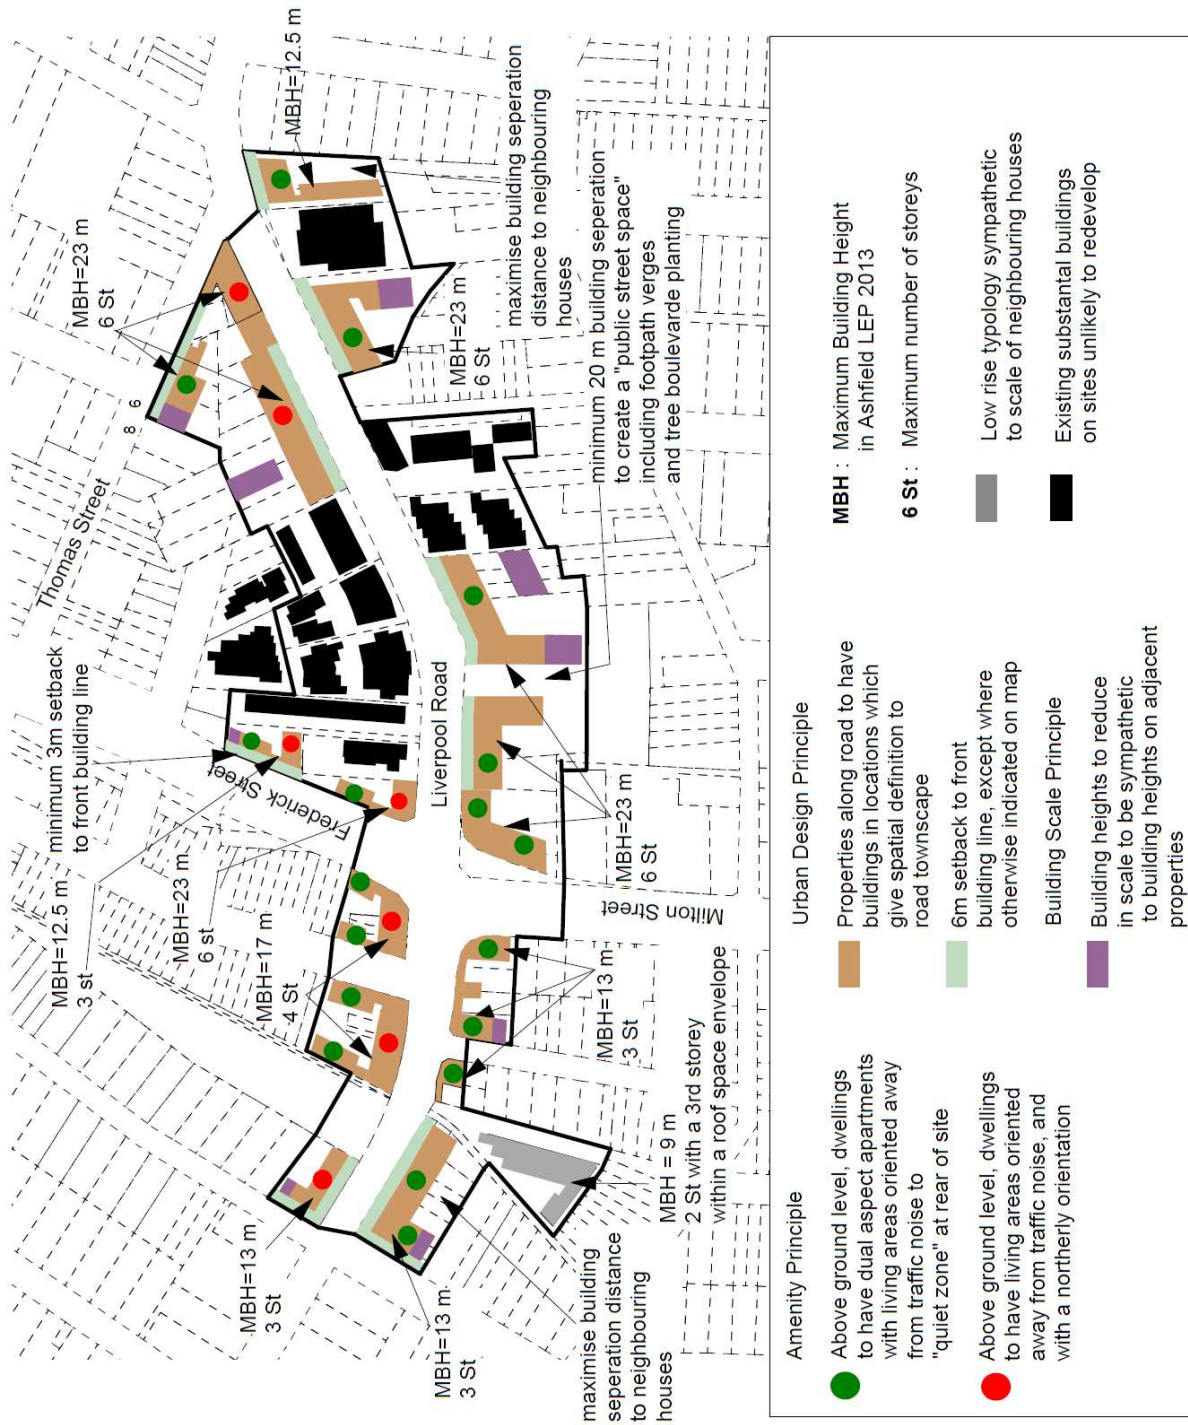 MBH=12.5 m
MBH=23 m
6 St
maximise building seperation
distance to neighbouring
houses
6
8
Thomas Street
MBH=23 m
6 St
minimum 20 m building seperation
to create a "public street space"
including footpath verges
and tree boulevarde planting
minimum 3m setback
to front building line
Frederick Street
Liverpool Road
MBH=12.5 m
3 st
MBH=23 m
6 st
MBH=17 m
4 St
MBH=23 m
6 St
Milton Street
MBH=13 m
3 St
MBH = 9 m
2 St with a 3rd storey
within a roof space envelope
MBH=13 m
3 St
MBH=13 m
3 St
maximise building
seperation distance
to neighbouring
houses
Amenity Principle
Above ground level, dwellings
to have dual aspect apartments
with living areas oriented away
from traffic noise to
"quiet zone" at rear of site
Above ground level, dwellings
to have living areas oriented
away from traffic noise, and
with a northerly orientation
Urban Design Principle
Properties along road to have
buildings in locations which
give spatial definition to
road townscape
6m setback to front
building line, except where
otherwise indicated on map
Building Scale Principle
Building heights to reduce
in scale to be sympathetic
to building heights on adjacent
properties
MBH : Maximum Building Height
in Ashfield LEP 2013
6 St : Maximum number of storeys
Low rise typology sympathetic
to scale of neighbouring houses
Existing substantal buildings
on sites unlikely to redevelop